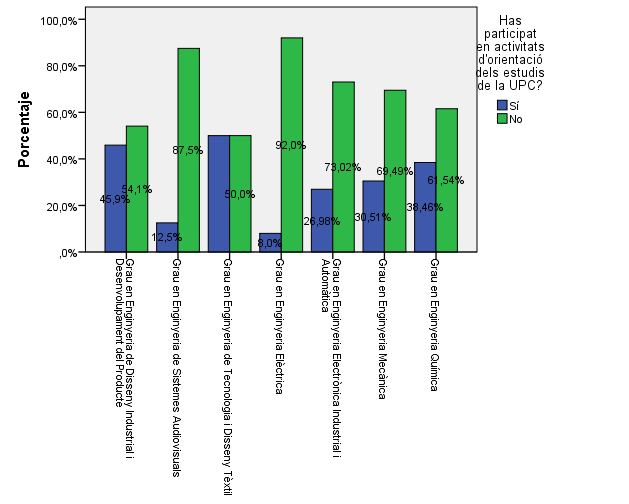 Has
participat
en activitats
d'orientació
dels estudis
de la UPC?
Sí
No
Porcentaje
100,0%
80,0%
60,0%
40,0%
20,0%
,0%
45,9%
54,1%
12,5%
87,5%
50,0%
8,0%
92,0%
26,98%
73,02%
30,51%
69,49%
38,46%
61,54%
Grau en Enginyeria de Disseny Industrial i
Desenvolupament del Producte
Grau en Enginyeria de Sistemes Audiovisuals
Grau en Enginyeria de Tecnologia i Disseny Tèxtil
Grau en Enginyeria Elèctrica
Grau en Enginyeria Electrònica Industrial i
Automàtica
Grau en Enginyeria Mecànica
Grau en Enginyeria Química